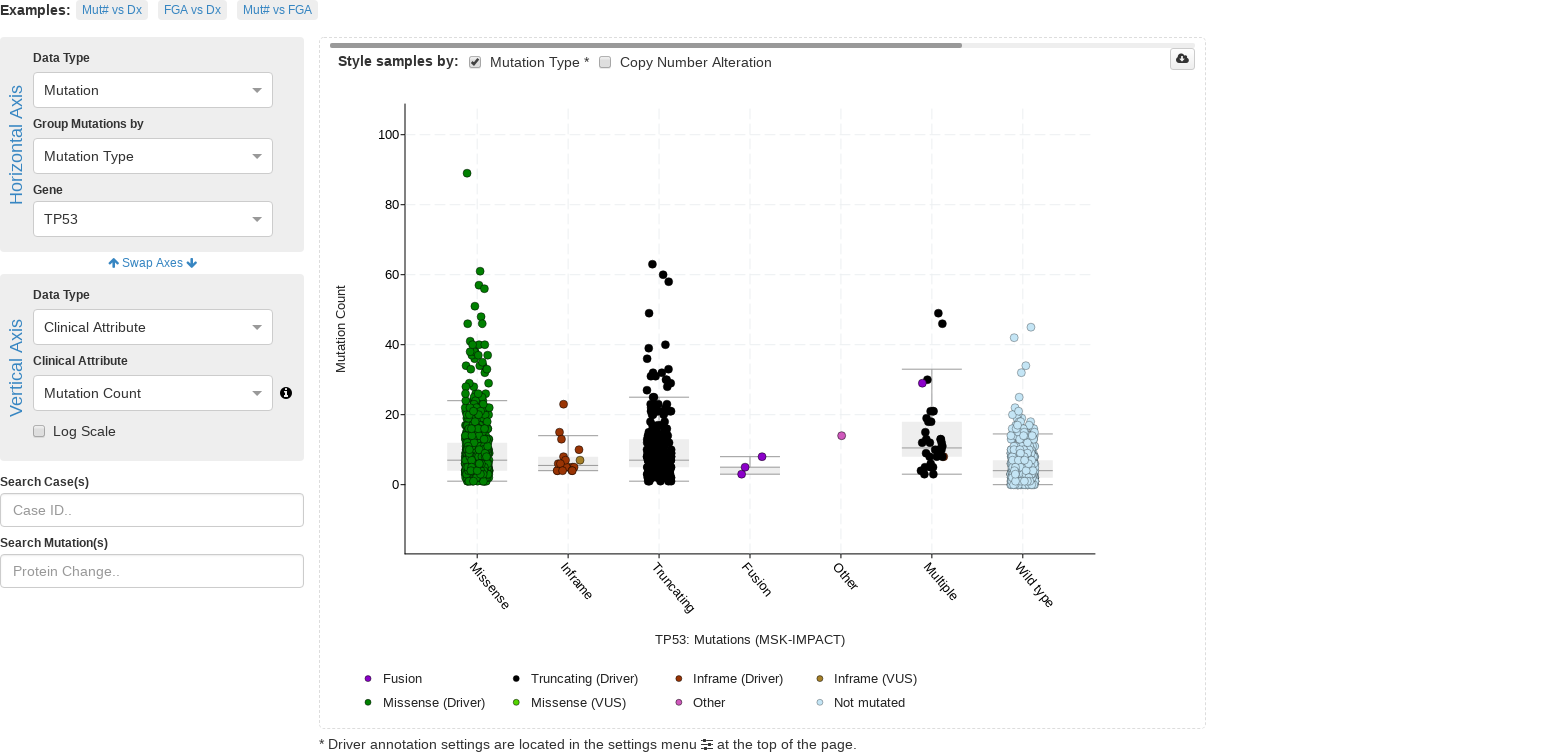 Examples: Mut# vs Dx FGA vs Dx Mut# vs FGA
Horizontal Axis
Data Type
Mutation
Group Mutations by
Mutation Type
Gene
TP53
Swap Axes
Vertical Axis
Data Type
Clinical Attribute
Clinical Attribute
Mutation Count
Log Scale
Search Case(s)
Case ID..
Search Mutation(s)
Protein Change..
Style samples by: Mutation Type * Copy Number Alteration
Mutation Count
100
80
60
40
20
0
Missense
Inframe
Truncating
Fusion
Other
Multiple
Wild type
TP53: Mutations (MSK-IMPACT)
Fusion Truncating (Driver) Inframe (Driver) Inframe (VUS)
Missense (Driver) Missense (VUS) Other Not mutated
* Driver annotation settings are located in the settings menu at the top of the page.